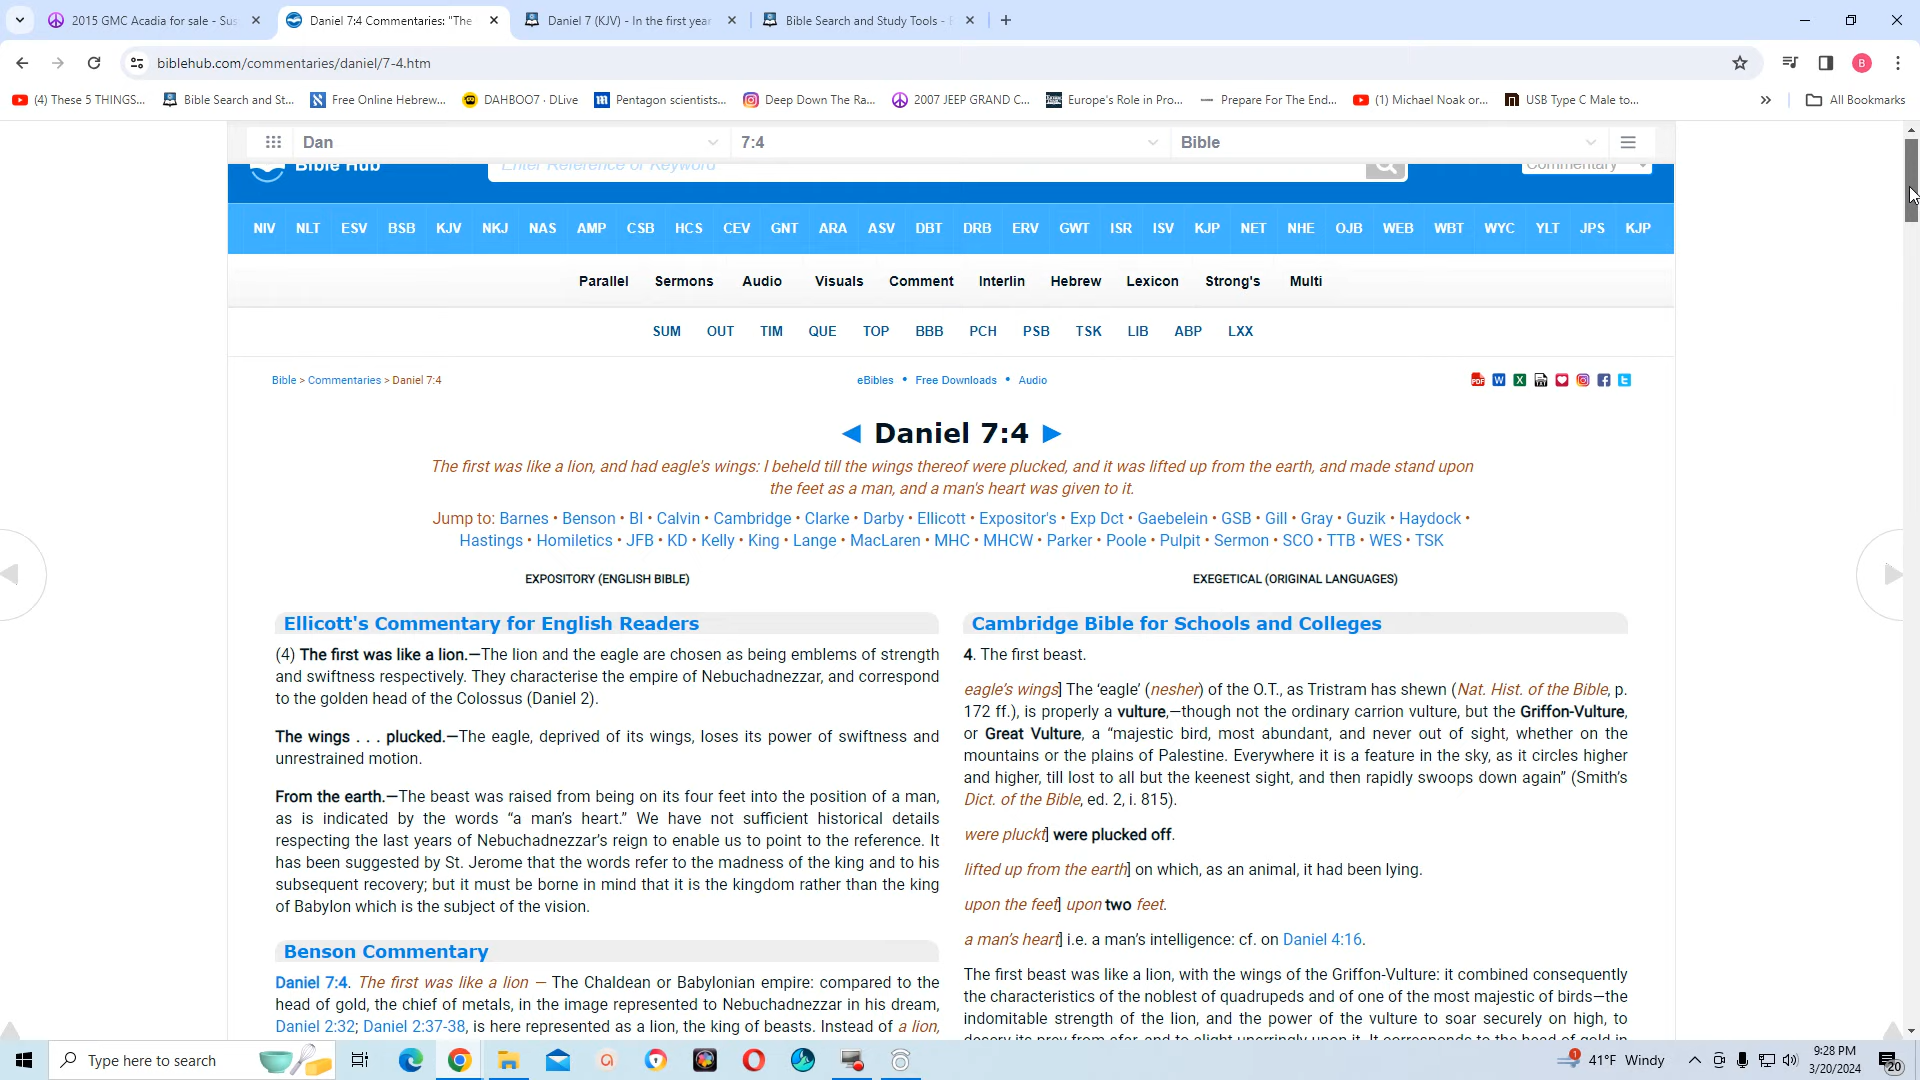 2015 GMC Acadia for sale - Sus
Daniel 7:4 Commentaries: "The
Daniel 7 (KJV) - In the first year
Bible Search and Study Tools -
biblehub.com/commentaries/daniel/7-4.htm
B
(4) These 5 THINGS...
Bible Search and St...
Free Online Hebrew...
DAHBOO7 · DLive
Pentagon scientists...
Deep Down The Ra...
2007 JEEP GRAND C...
Europe's Role in Pro...
Prepare For The End...
(1) Michael Noak or...
USB Type C Male to...
All Bookmarks
Dan
7:4
Bible
Bible Hub
Enter Reference or Keyword
Commentary
NIV NLT ESV BSB KJV NKJ NAS AMP CSB HCS CEV GNT ARA ASV DBT DRB ERV GWT ISR ISV KJP NET NHE OJB WEB WBT WYC YLT JPS KJP
Parallel Sermons Audio Visuals Comment Interlin Hebrew Lexicon Strong's Multi
SUM OUT TIM QUE TOP BBB PCH PSB TSK LIB ABP LXX
Bible > Commentaries > Daniel 7:4
eBibles • Free Downloads • Audio
◄ Daniel 7:4 ►
The first was like a lion, and had eagle's wings: I beheld till the wings thereof were plucked, and it was lifted up from the earth, and made stand upon
the feet as a man, and a man's heart was given to it.
Jump to: Barnes • Benson • BI • Calvin • Cambridge • Clarke • Darby • Ellicott • Expositor's • Exp Dct • Gaebelein • GSB • Gill • Gray • Guzik • Haydock •
Hastings • Homiletics • JFB • KD • Kelly • King • Lange • MacLaren • MHC • MHCW • Parker • Poole • Pulpit • Sermon • SCO • TTB • WES • TSK
EXPOSITORY (ENGLISH BIBLE)
Ellicott's Commentary for English Readers
(4) The first was like a lion.—The lion and the eagle are chosen as being emblems of strength
and swiftness respectively. They characterise the empire of Nebuchadnezzar, and correspond
to the golden head of the Colossus (Daniel 2).
The wings . . . plucked.—The eagle, deprived of its wings, loses its power of swiftness and
unrestrained motion.
From the earth.—The beast was raised from being on its four feet into the position of a man,
as is indicated by the words “a man’s heart.” We have not sufficient historical details
respecting the last years of Nebuchadnezzar’s reign to enable us to point to the reference. It
has been suggested by St. Jerome that the words refer to the madness of the king and to his
subsequent recovery; but it must be borne in mind that it is the kingdom rather than the king
of Babylon which is the subject of the vision.
Benson Commentary
Daniel 7:4. The first was like a lion — The Chaldean or Babylonian empire: compared to the
head of gold, the chief of metals, in the image represented to Nebuchadnezzar in his dream,
Daniel 2:32; Daniel 2:37-38, is here represented as a lion, the king of beasts. Instead of a lion,
EXEGETICAL (ORIGINAL LANGUAGES)
Cambridge Bible for Schools and Colleges
4. The first beast.
eagle’s wings] The ‘eagle’ (nesher) of the O.T., as Tristram has shewn (Nat. Hist. of the Bible, p.
172 ff.), is properly a vulture,—though not the ordinary carrion vulture, but the Griffon-Vulture,
or Great Vulture, a “majestic bird, most abundant, and never out of sight, whether on the
mountains or the plains of Palestine. Everywhere it is a feature in the sky, as it circles higher
and higher, till lost to all but the keenest sight, and then rapidly swoops down again” (Smith’s
Dict. of the Bible, ed. 2, i. 815).
were pluckt] were plucked off.
lifted up from the earth] on which, as an animal, it had been lying.
upon the feet] upon two feet.
a man’s heart] i.e. a man’s intelligence: cf. on Daniel 4:16.
The first beast was like a lion, with the wings of the Griffon-Vulture: it combined consequently
the characteristics of the noblest of quadrupeds and of one of the most majestic of birds—the
indomitable strength of the lion, and the power of the vulture to soar securely on high, to
descry its prey from afar, and to alight unerringly upon it. It corresponds to the head of gold in
Type here to search
41°F Windy
9:28 PM
3/20/2024
20